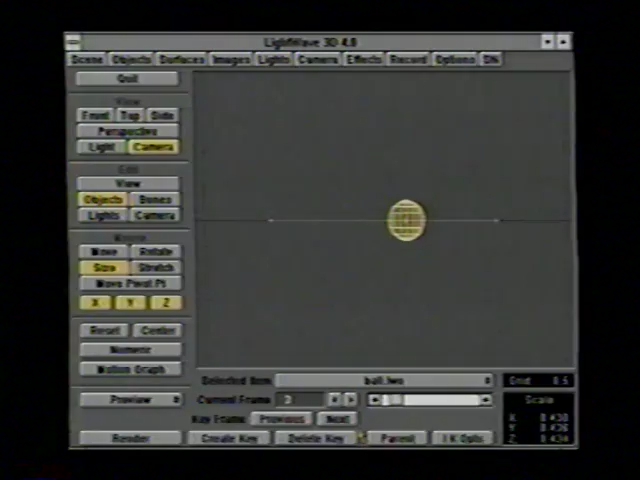 LightWave 3D 4.0
Scene Objects Surfaces Images Lights Camera Effects Record Options
Quit
View
Front Top Side
Perspective
Light Camera
Edit
View
Objects Bones
Lights Camera
Mouse
Move Rotate
Size Stretch
Move Pivot Pt
X Y Z
Reset Center
Numeric
Motion Graph
Selected Item ball.lwo Grid 0.5
Preview Current Frame Scale
Key Frame Previous Next
X
Y
Z
Render Create Key Delete Key Parent I K Opts